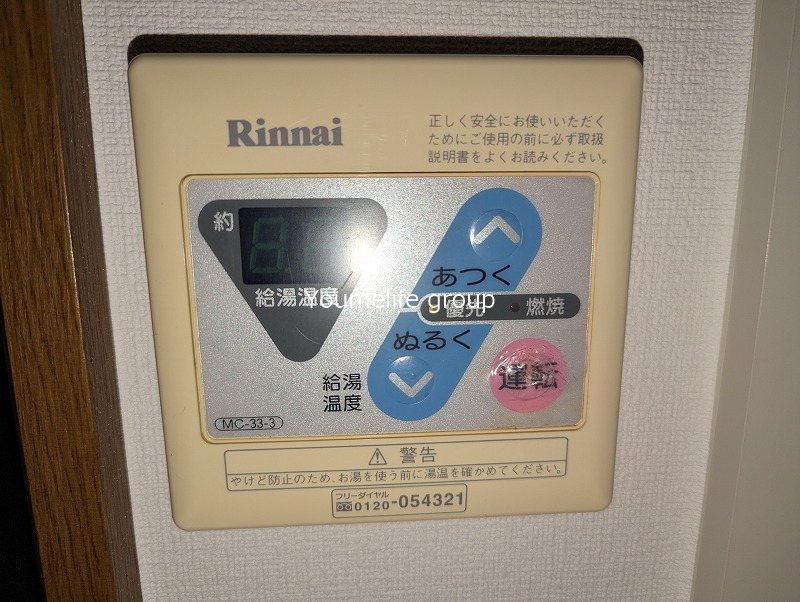 Rinnai
正しく安全にお使いいただく
ためにご使用の前に必ず取扱
説明書をよくお読みください。
約
給湯温度
Youmelife group
あつく
優先
燃焼
ぬるく
給湯
温度
運転
MC-33-3
⚠ 警告
やけど防止のため、お湯を使う前に湯温を確かめてください。
フリーダイヤル
0120-054321